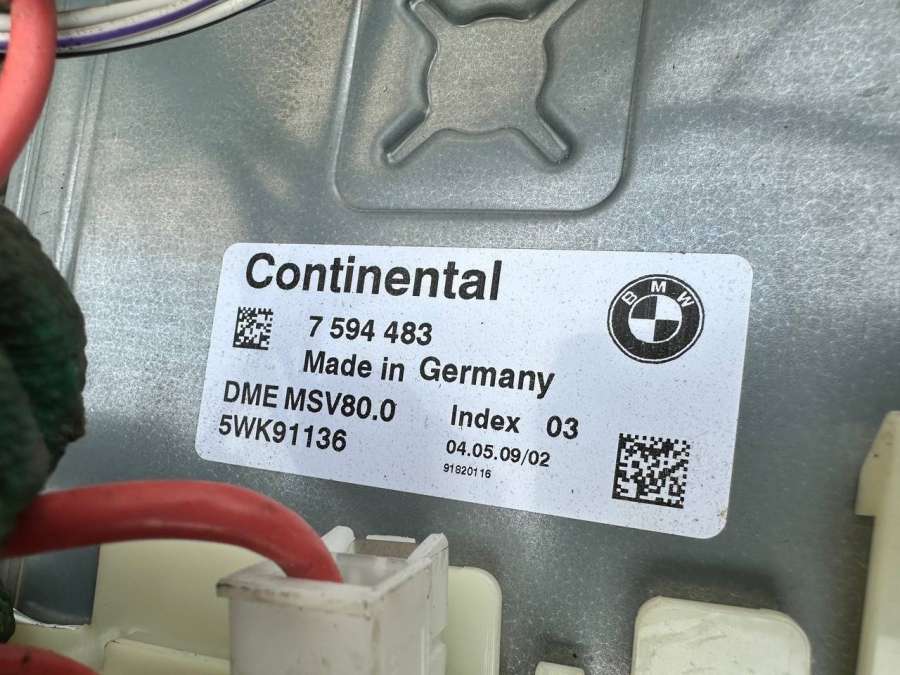 Continental
BMW
7 594 483
Made in Germany
DME MSV80.0 Index 03
5WK91136 04.05.09/02
91820116